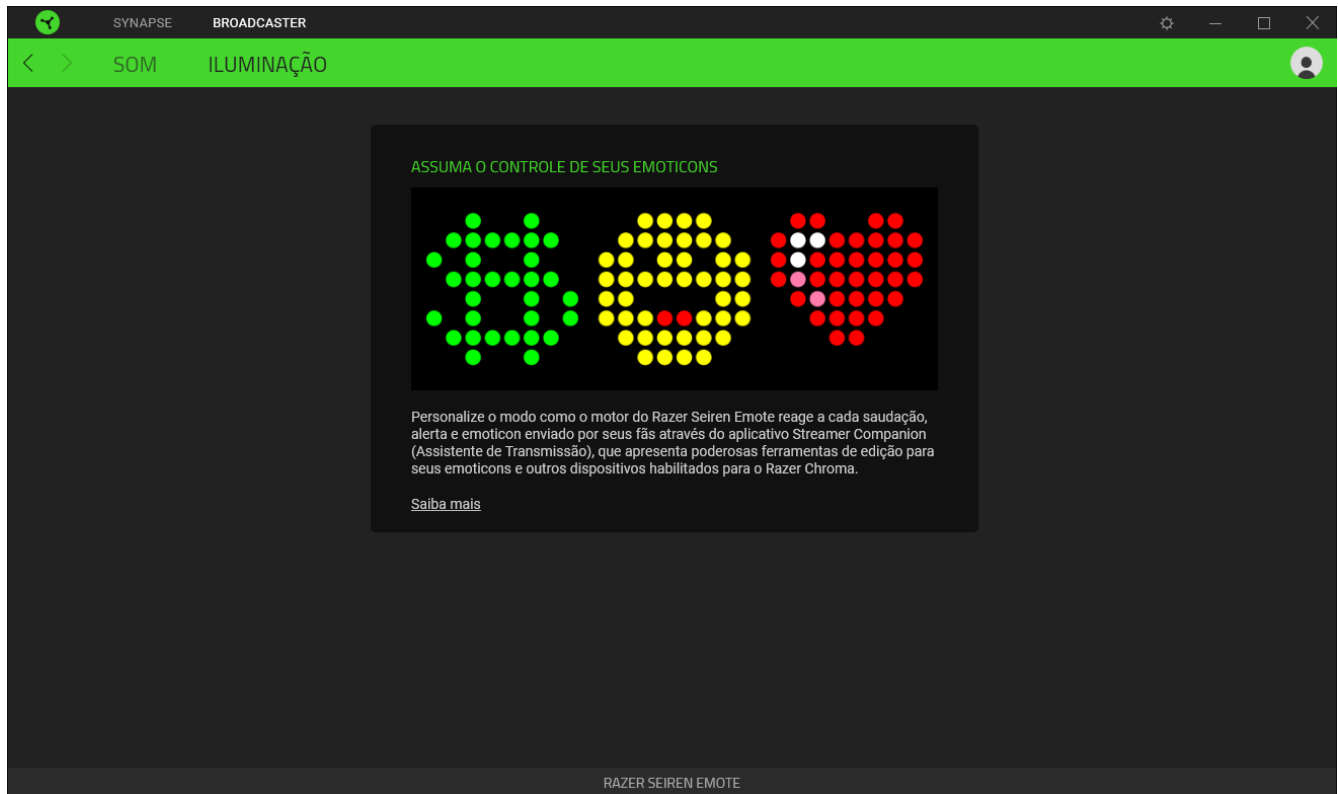 SYNAPSE BROADCASTER
SOM ILUMINAÇÃO
ASSUMA O CONTROLE DE SEUS EMOTICONS
Personalize o modo como o motor do Razer Seiren Emote reage a cada saudação,
alerta e emoticon enviado por seus fãs através do aplicativo Streamer Companion
(Assistente de Transmissão), que apresenta poderosas ferramentas de edição para
seus emoticons e outros dispositivos habilitados para o Razer Chroma.
Saiba mais
RAZER SEIREN EMOTE